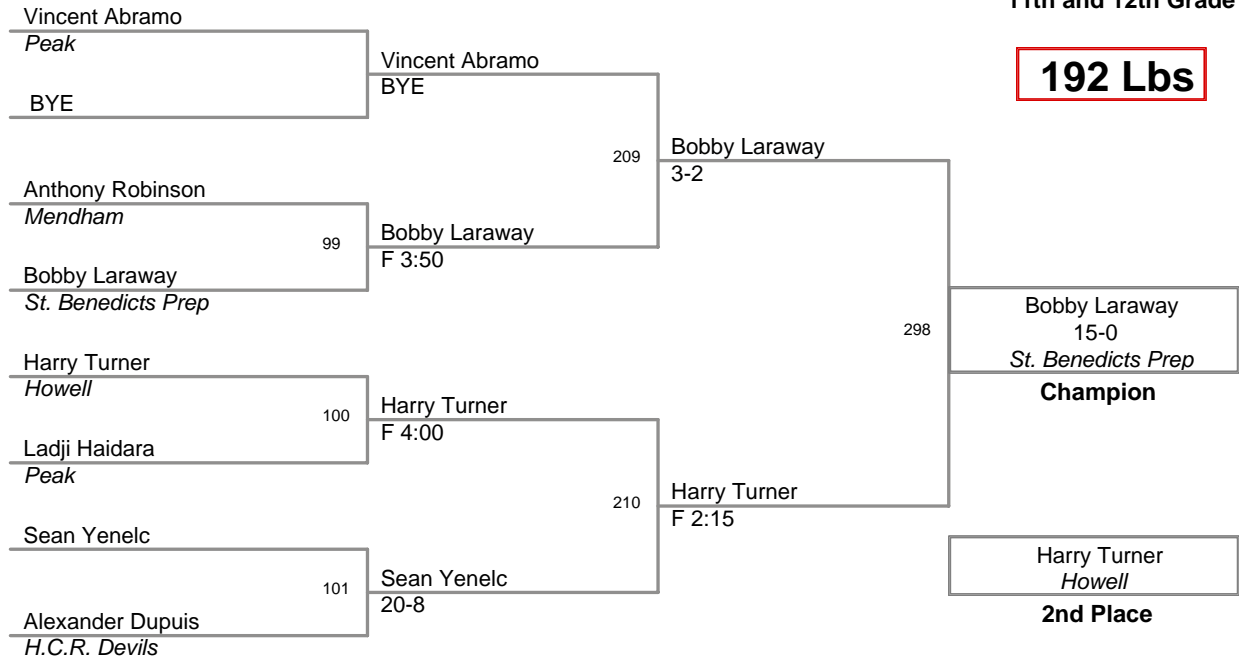 11th and 12th Grade
192 Lbs
Vincent Abramo
Peak
BYE
Vincent Abramo
BYE
Anthony Robinson
Mendham
99
Bobby Laraway
St. Benedicts Prep
Bobby Laraway
F 3:50
209
Bobby Laraway
3-2
Harry Turner
Howell
100
Ladji Haidara
Peak
Harry Turner
F 4:00
Sean Yenelc
101
Alexander Dupuis
H.C.R. Devils
Sean Yenelc
20-8
210
Harry Turner
F 2:15
298
Bobby Laraway
15-0
St. Benedicts Prep
Champion
Harry Turner
Howell
2nd Place